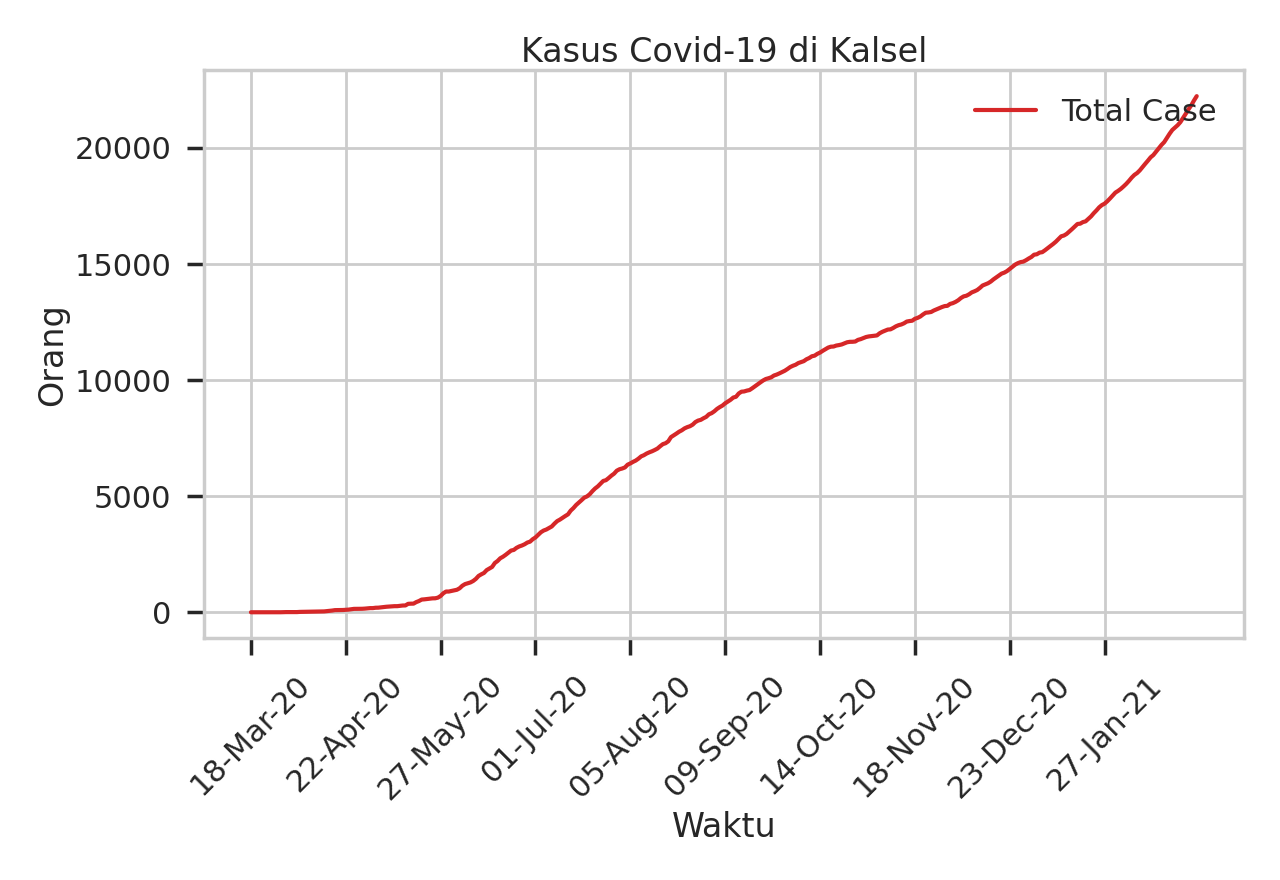 Kasus Covid-19 di Kalsel
Total Case
20000
15000
10000
5000
0
Orang
18-Mar-20
22-Apr-20
27-May-20
01-Jul-20
05-Aug-20
09-Sep-20
14-Oct-20
18-Nov-20
23-Dec-20
27-Jan-21
Waktu